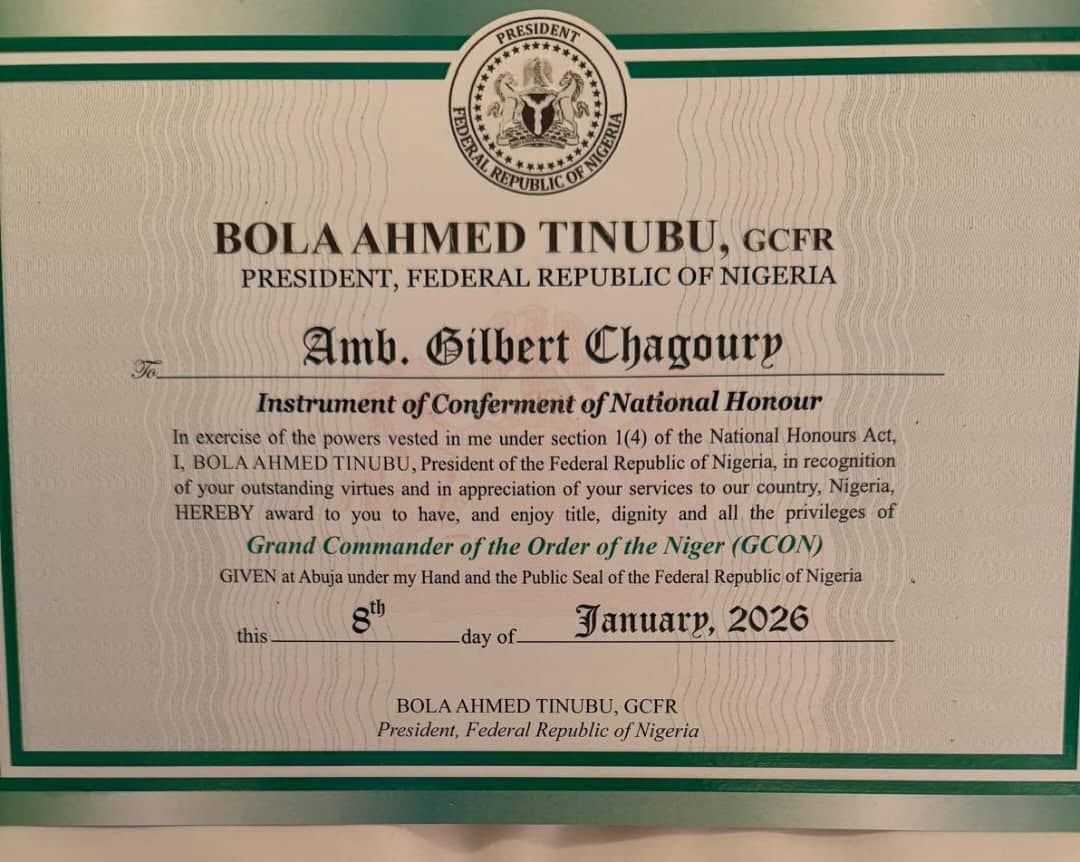 PRESIDENT
FEDERAL REPUBLIC OF NIGERIA
BOLA AHMED TINUBU, GCFR
PRESIDENT, FEDERAL REPUBLIC OF NIGERIA
To Amb. Gilbert Chagoury
Instrument of Conferment of National Honour
In exercise of the powers vested in me under section 1(4) of the National Honours Act,
I, BOLA AHMED TINUBU, President of the Federal Republic of Nigeria, in recognition
of your outstanding virtues and in appreciation of your services to our country, Nigeria,
HEREBY award to you to have, and enjoy title, dignity and all the privileges of
Grand Commander of the Order of the Niger (GCON)
GIVEN at Abuja under my Hand and the Public Seal of the Federal Republic of Nigeria
this 8th day of January, 2026
BOLA AHMED TINUBU, GCFR
President, Federal Republic of Nigeria